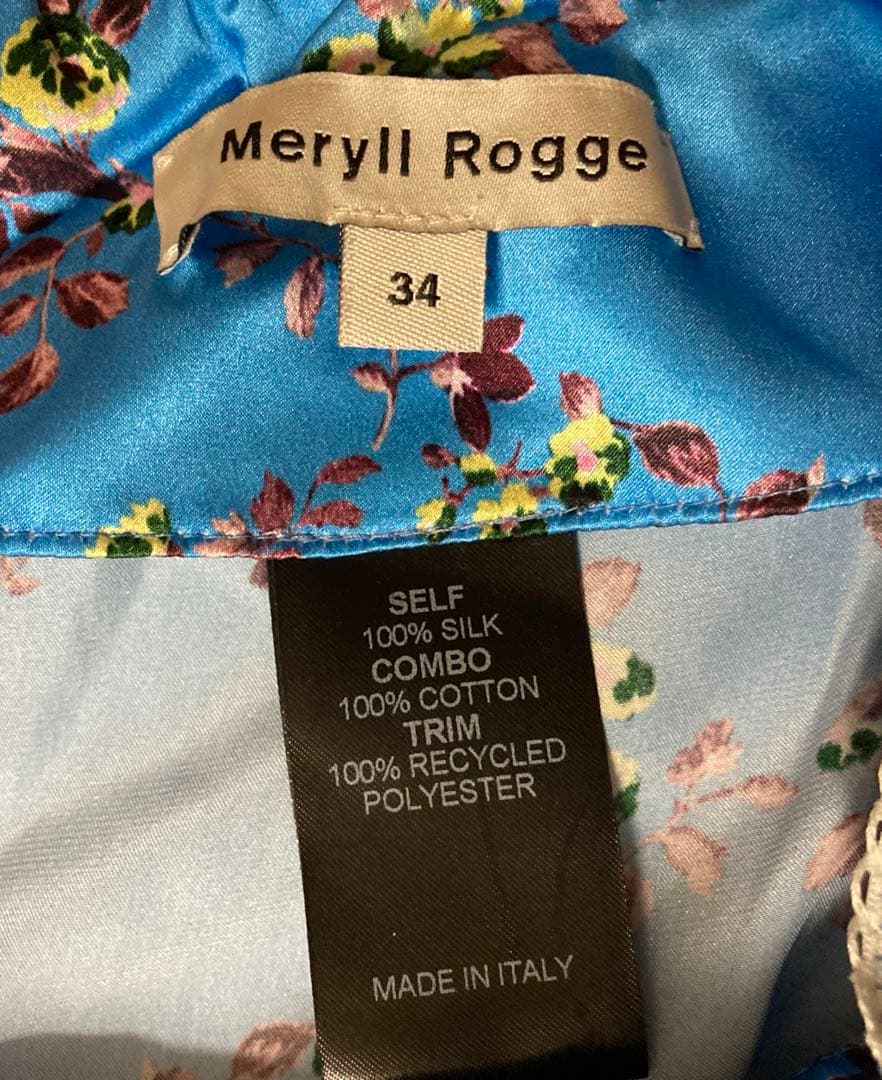 Meryll Rogge
34
SELF
100% SILK
COMBO
100% COTTON
TRIM
100% RECYCLED
POLYESTER
MADE IN ITALY